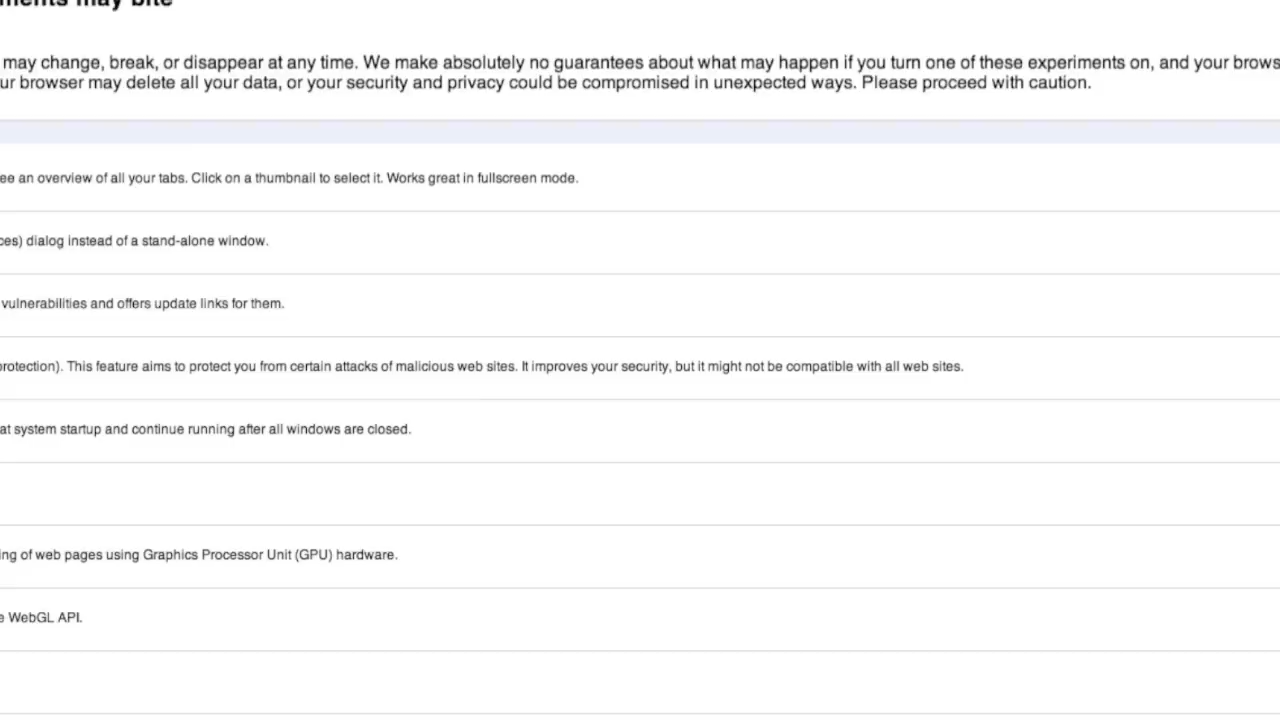 ments may bite
may change, break, or disappear at any time. We make absolutely no guarantees about what may happen if you turn one of these experiments on, and your brows
ur browser may delete all your data, or your security and privacy could be compromised in unexpected ways. Please proceed with caution.
ee an overview of all your tabs. Click on a thumbnail to select it. Works great in fullscreen mode.
ces) dialog instead of a stand-alone window.
vulnerabilities and offers update links for them.
protection). This feature aims to protect you from certain attacks of malicious web sites. It improves your security, but it might not be compatible with all web sites.
at system startup and continue running after all windows are closed.
ing of web pages using Graphics Processor Unit (GPU) hardware.
e WebGL API.